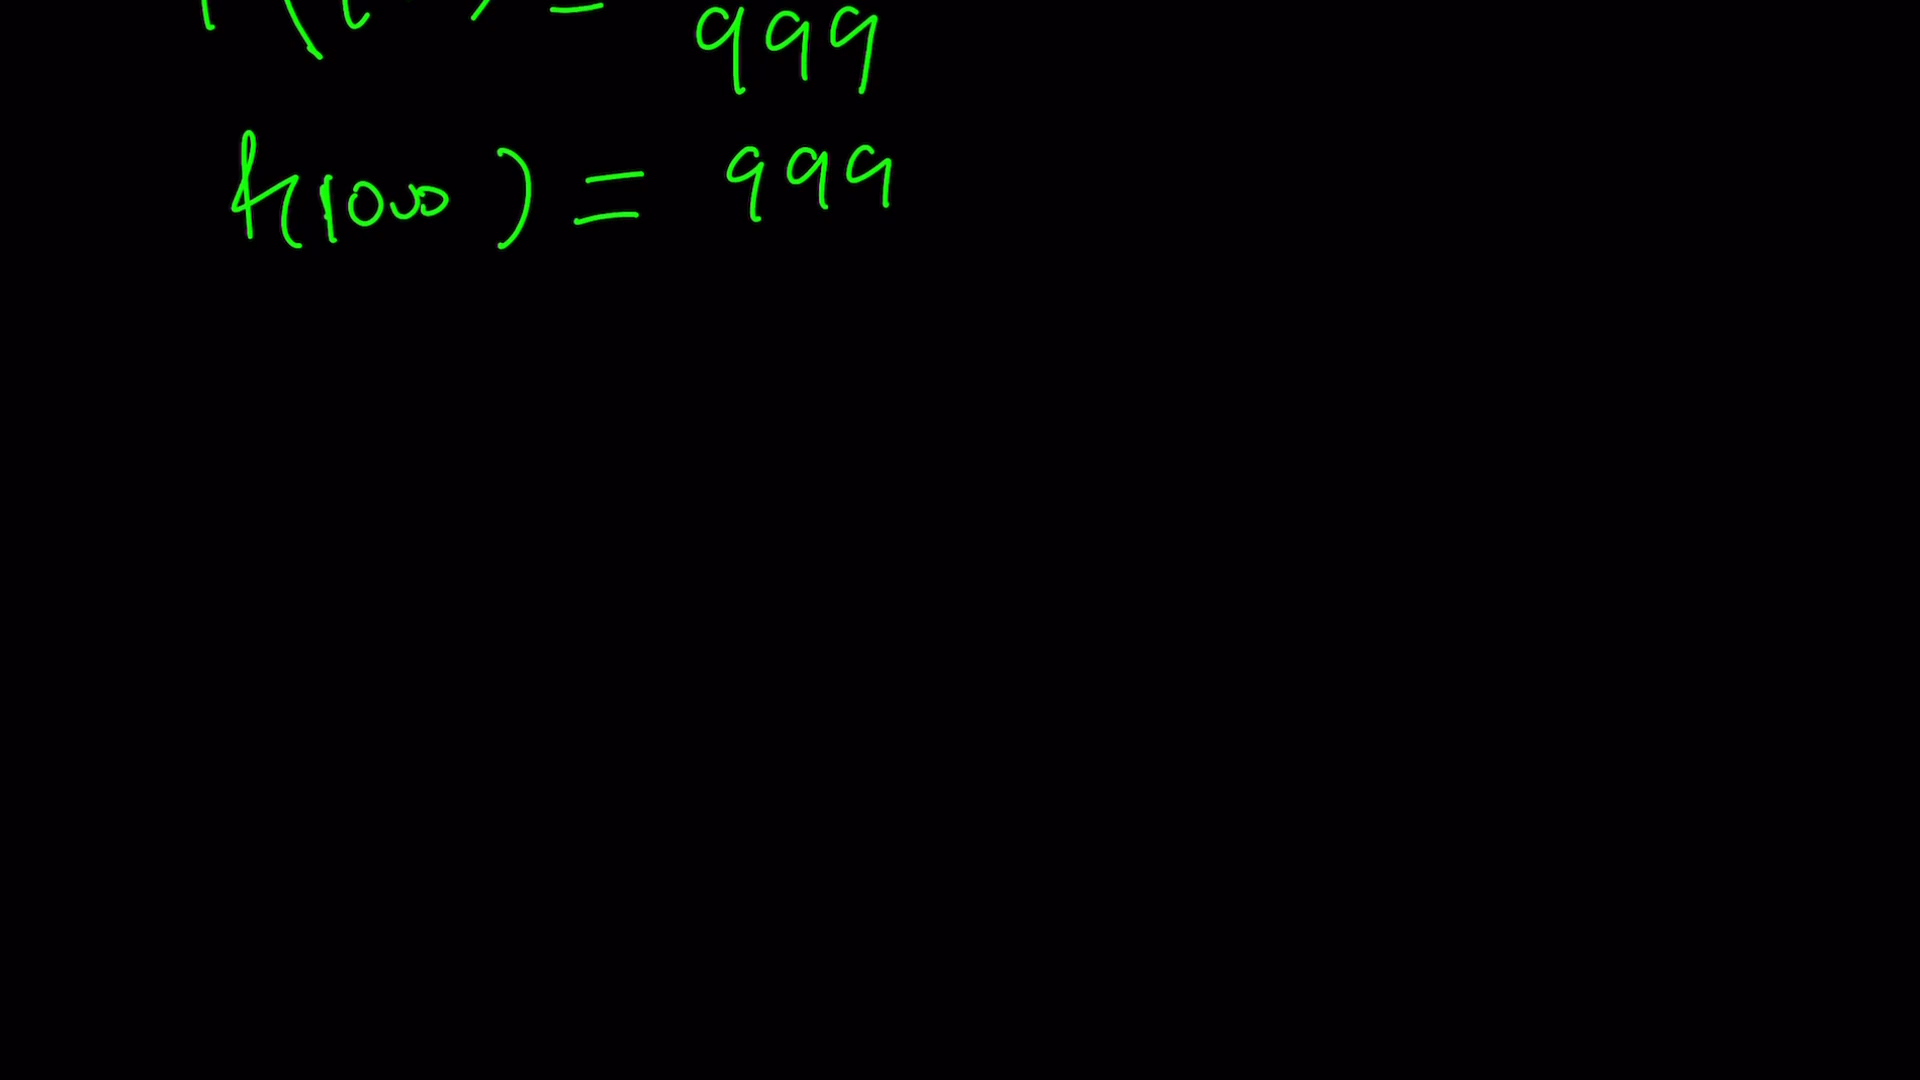 = 999
h(1000) = 999